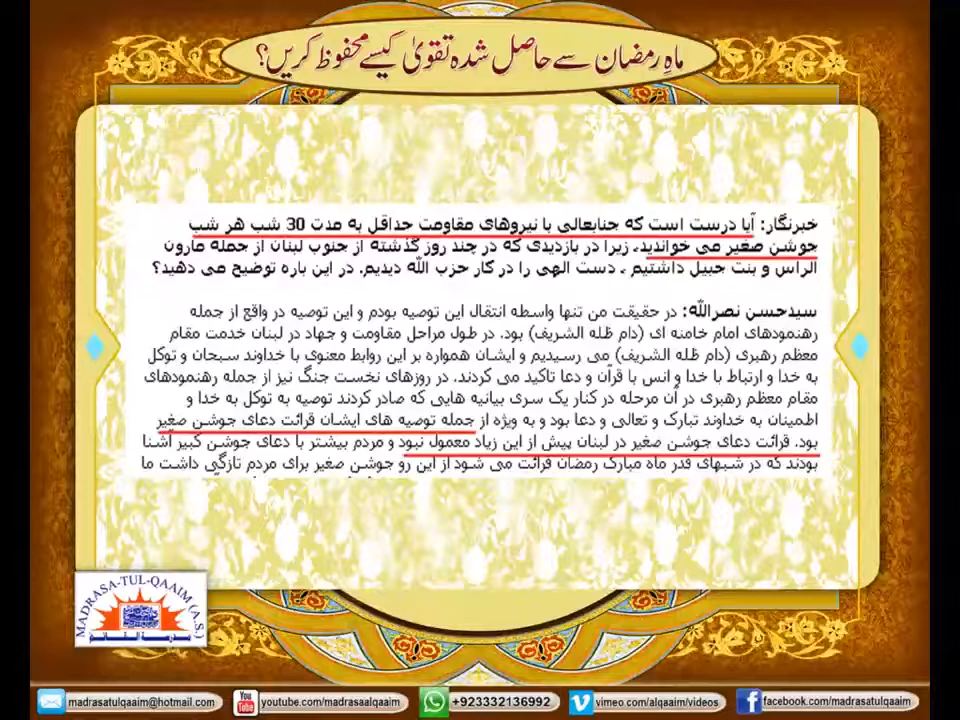 ماہِ رمضان سے حاصل شدہ تقویٰ کیسے محفوظ کریں؟
خبرنگار: آیا درست است که جنابعالی با نیروهای مقاومت حداقل به مدت 30 شب هر شب
جوشن صغیر می خواندید، زیرا در بازدیدی که در چند روز گذشته از جنوب لبنان از جمله مارون
الراس و بنت جبیل داشتیم ، دست الهی را در کار حزب الله دیدیم. در این باره توضیح می دهید؟
سیدحسن نصرالله: در حقیقت من تنها واسطه انتقال این توصیه بودم و این توصیه در واقع از جمله
رهنمودهای امام خامنه ای (دام ظله الشریف) بود. در طول مراحل مقاومت و جهاد در لبنان خدمت مقام
معظم رهبری (دام ظله الشریف) می رسیدیم و ایشان همواره بر این روابط معنوی با خداوند سبحان و توکل
به خدا و ارتباط با خدا و انس با قرآن و دعا تاکید می کردند. در روزهای نخست جنگ نیز از جمله رهنمودهای
مقام معظم رهبری در آن مرحله در کنار یک سری بیانیه هایی که صادر کردند توصیه به توکل به خدا و
اطمینان به خداوند تبارک و تعالی و دعا بود و به ویژه از جمله توصیه های ایشان قرائت دعای جوشن صغیر
بود. قرائت دعای جوشن صغیر در لبنان پیش از این زیاد معمول نبود و مردم بیشتر با دعای جوشن کبیر آشنا
بودند که در شبهای قدر ماه مبارک رمضان قرائت می شود از این رو جوشن صغیر برای مردم تازگی داشت ما
MADRASA-TUL-QAAIM (A.S.)
مدرسة القائم
madrasatulqaaim@hotmail.com
You Tube
youtube.com/madrasaalqaaim
+923332136992
vimeo.com/alqaaim/videos
facebook.com/madrasatulqaaim